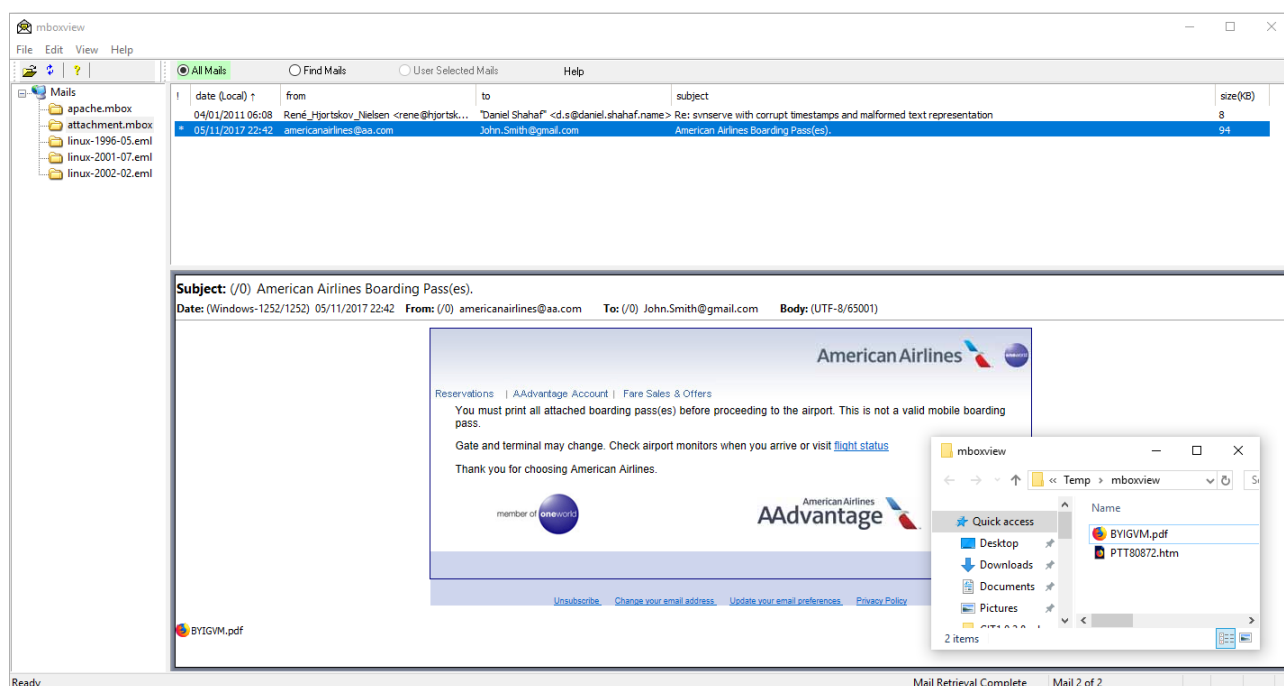 mboxview
File Edit View Help
All Mails Find Mails User Selected Mails Help
Mails
apache.mbox
attachment.mbox
linux-1996-05.eml
linux-2001-07.eml
linux-2002-02.eml
! date (Local) ↑ from to subject size(KB)
04/01/2011 06:08 René_Hjortskov_Nielsen <rene@hjortsk... "Daniel Shahaf" <d.s@daniel.shahaf.name> Re: svnserve with corrupt timestamps and malformed text representation 8
* 05/11/2017 22:42 americanairlines@aa.com John.Smith@gmail.com American Airlines Boarding Pass(es). 94
Subject: (/0) American Airlines Boarding Pass(es).
Date: (Windows-1252/1252) 05/11/2017 22:42 From: (/0) americanairlines@aa.com To: (/0) John.Smith@gmail.com Body: (UTF-8/65001)
American Airlines oneworld
Reservations | AAdvantage Account | Fare Sales & Offers
You must print all attached boarding pass(es) before proceeding to the airport. This is not a valid mobile boarding
pass.
Gate and terminal may change. Check airport monitors when you arrive or visit flight status
Thank you for choosing American Airlines.
member of oneworld
American Airlines
AAdvantage
Unsubscribe Change your email address Update your email preferences Privacy Policy
BYIGVM.pdf
mboxview
« Temp > mboxview
Quick access
Desktop
Downloads
Documents
Pictures
Name
BYIGVM.pdf
PTT80872.htm
2 items
Ready Mail Retrieval Complete Mail 2 of 2